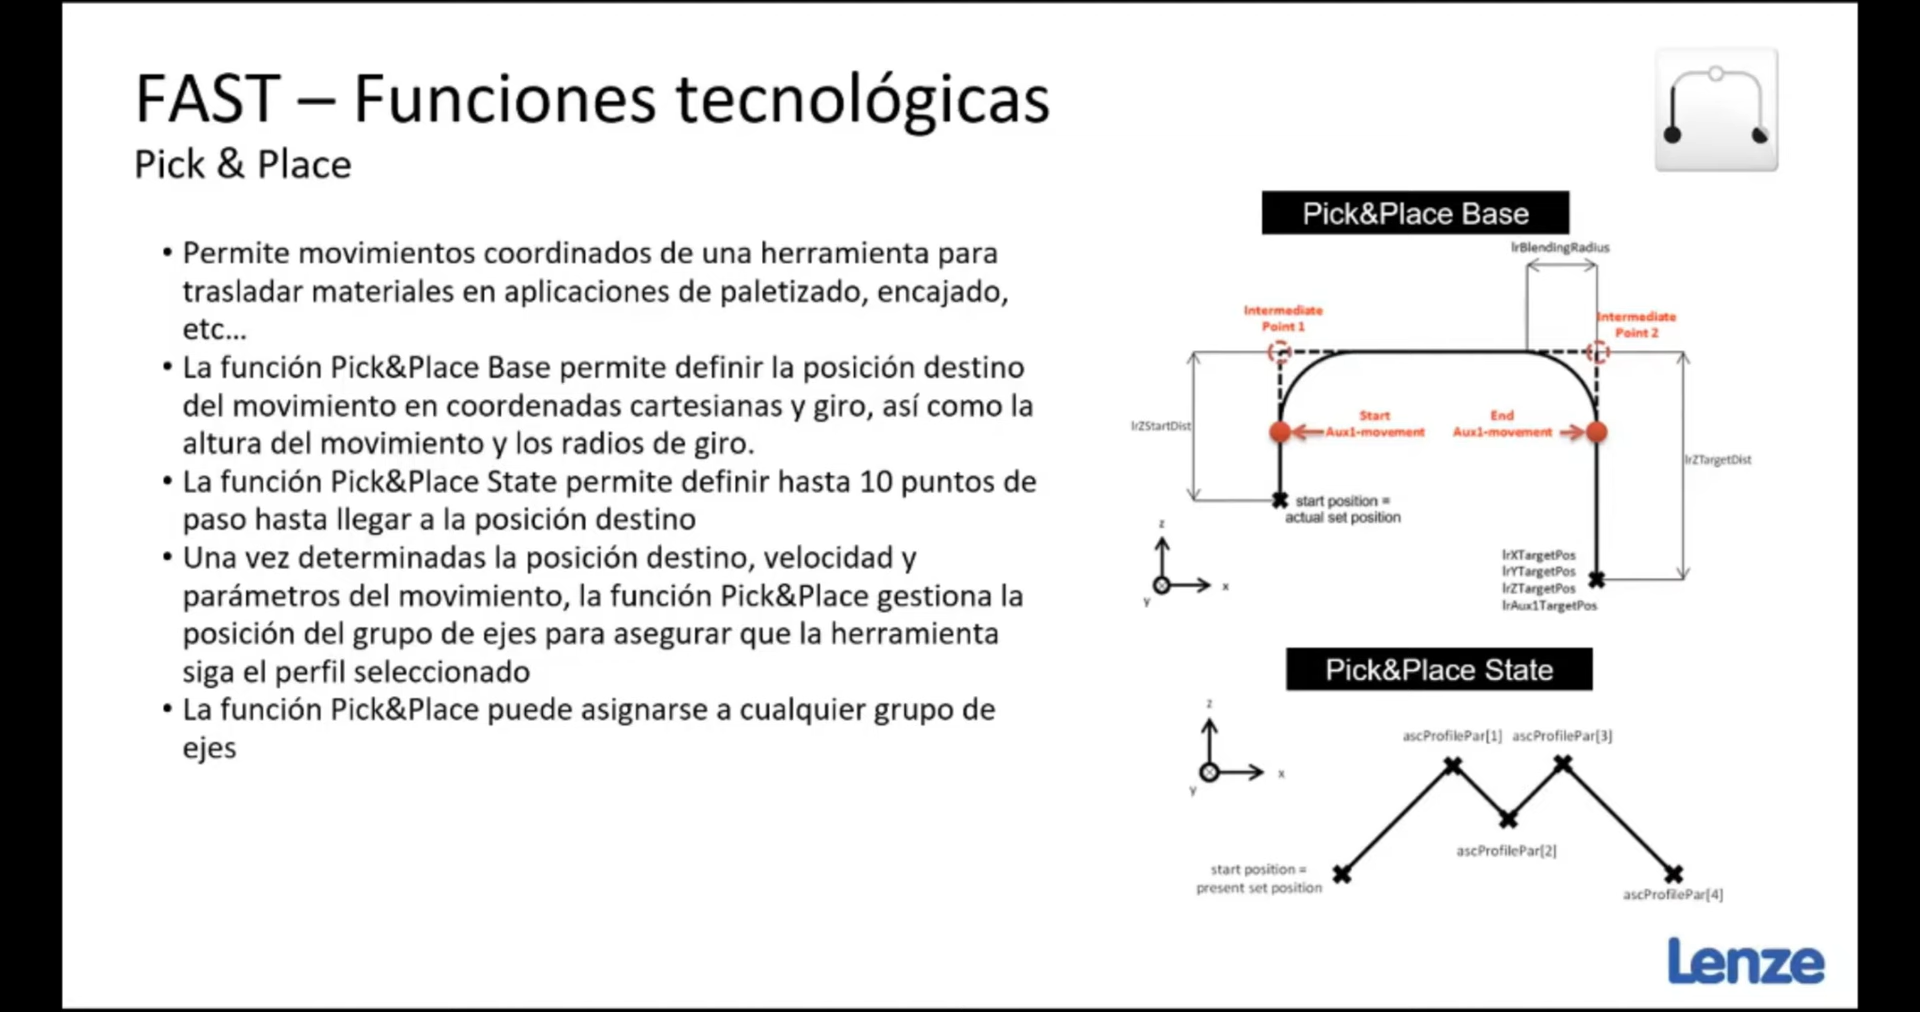 FAST – Funciones tecnológicas
Pick & Place
• Permite movimientos coordinados de una herramienta para
trasladar materiales en aplicaciones de paletizado, encajado,
etc...
• La función Pick&Place Base permite definir la posición destino
del movimiento en coordenadas cartesianas y giro, así como la
altura del movimiento y los radios de giro.
• La función Pick&Place State permite definir hasta 10 puntos de
paso hasta llegar a la posición destino
• Una vez determinadas la posición destino, velocidad y
parámetros del movimiento, la función Pick&Place gestiona la
posición del grupo de ejes para asegurar que la herramienta
siga el perfil seleccionado
• La función Pick&Place puede asignarse a cualquier grupo de
ejes
Pick&Place Base
lrBlendingRadius
Intermediate
Point 1
Intermediate
Point 2
lrZStartDist
Start
Aux1-movement
End
Aux1-movement
lrZTargetDist
start position =
actual set position
z
x
y
lrXTargetPos
lrYTargetPos
lrZTargetPos
lrAux1TargetPos
Pick&Place State
z
x
y
ascProfilePar[1]
ascProfilePar[3]
ascProfilePar[2]
start position =
present set position
ascProfilePar[4]
Lenze